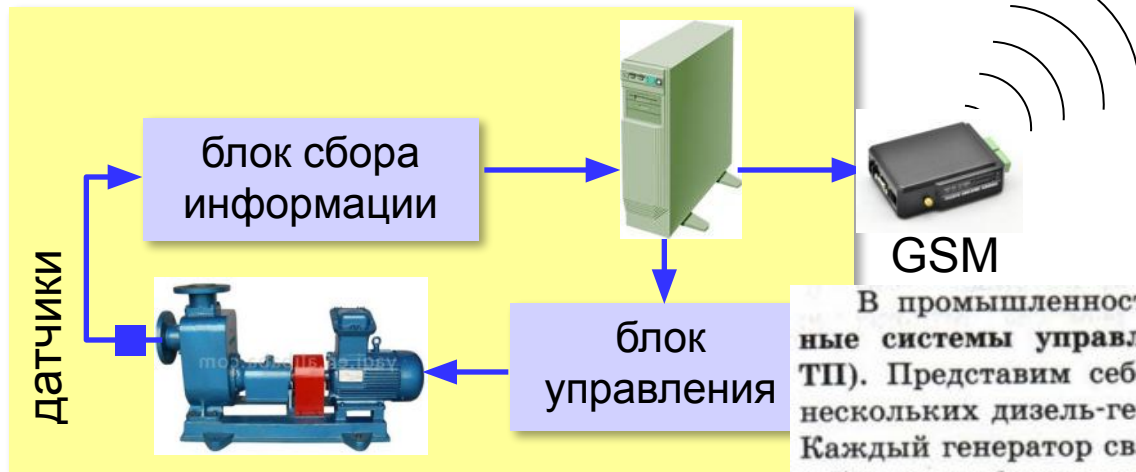 блок сбора
информации
датчики
GSM
блок
управления
В промышленност
ные системы управл
ТП). Представим себ
нескольких дизель-ге
Каждый генератор св